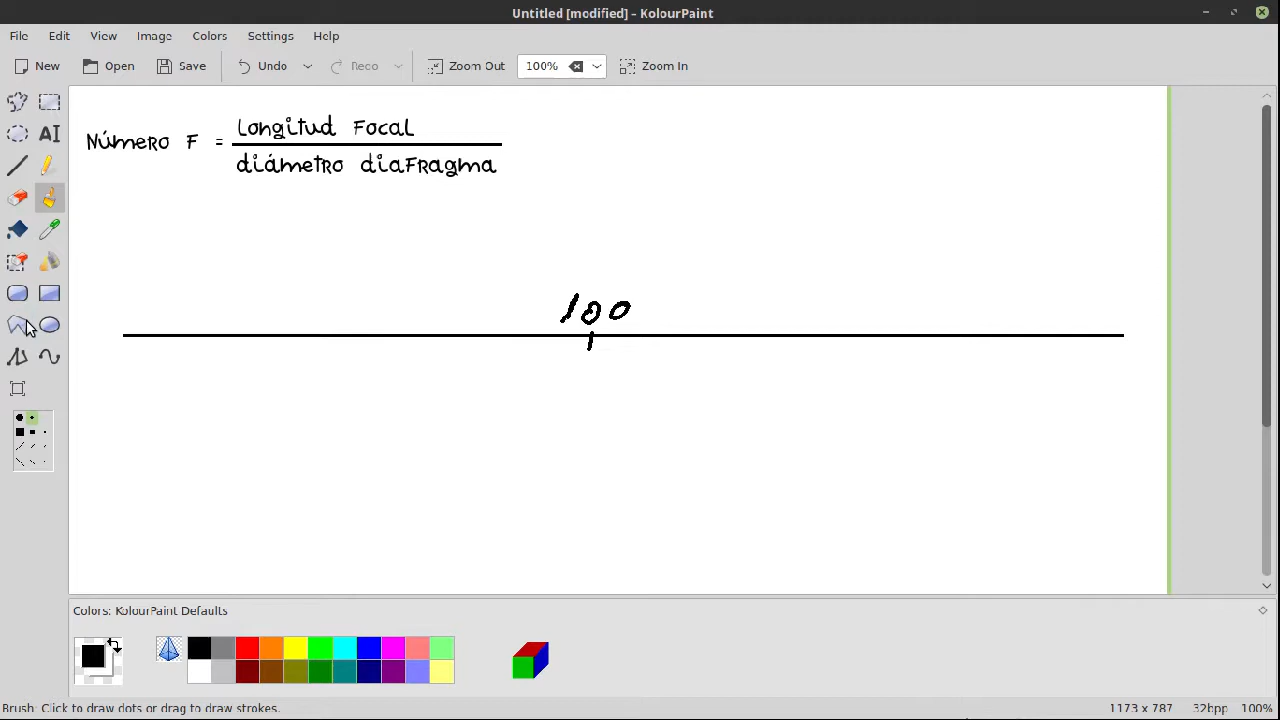 Untitled [modified] - KolourPaint
File Edit View Image Colors Settings Help
New Open Save Undo Redo Zoom Out 100% Zoom In
Longitud Focal
Número F =
diámetro diaFragma
100
AI
Colors: KolourPaint Defaults
Brush: Click to draw dots or drag to draw strokes. 1173 x 787 32bpp 100%